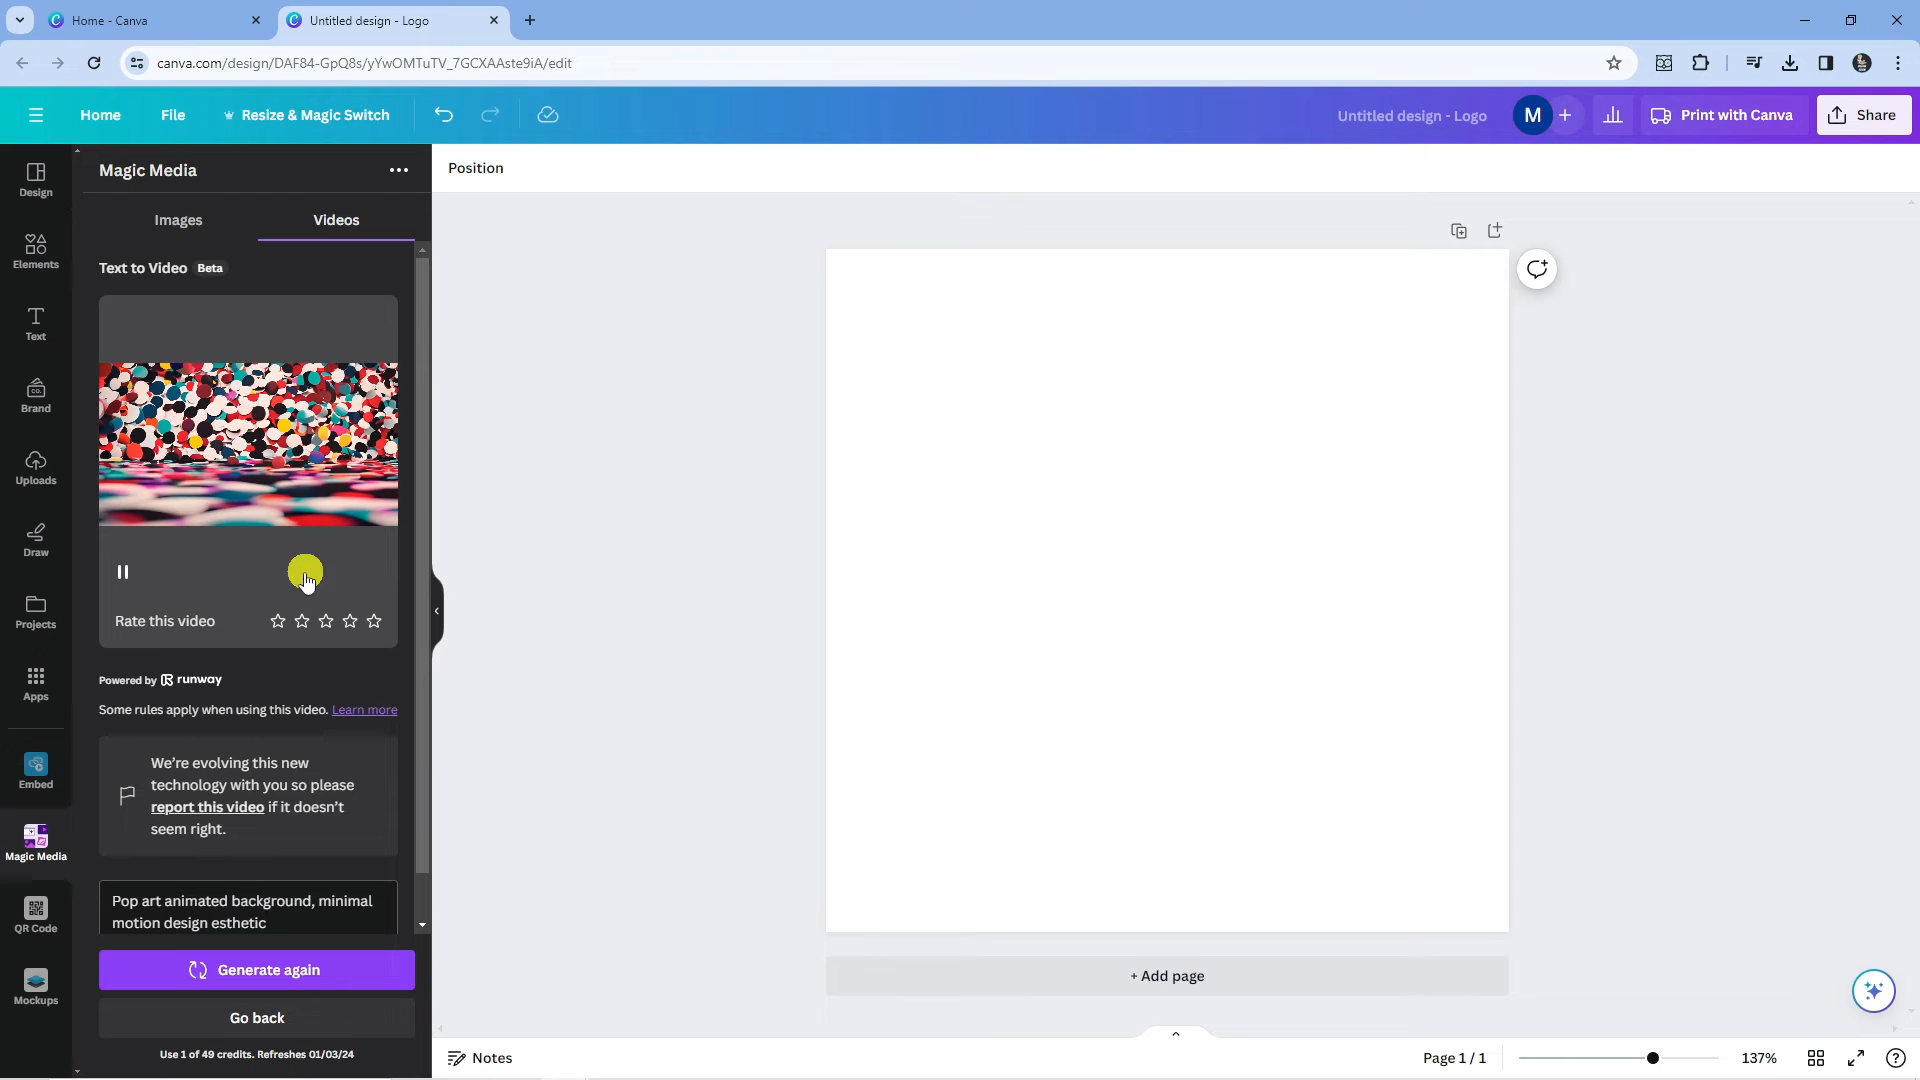 Home - Canva
Untitled design - Logo
canva.com/design/DAF84-GpQ8s/yYwOMTuTV_7GCXAAste9iA/edit
Home
File
Resize & Magic Switch
Untitled design - Logo
M
Print with Canva
Share
Design
Elements
Text
Brand
CO.
Uploads
Draw
Projects
Apps
Embed
Magic Media
QR Code
Mockups
Magic Media
Images
Videos
Text to Video Beta
Rate this video
Powered by runway
Some rules apply when using this video. Learn more
We're evolving this new
technology with you so please
report this video if it doesn't
seem right.
Pop art animated background, minimal
motion design esthetic
Generate again
Go back
Use 1 of 49 credits. Refreshes 01/03/24
Position
+ Add page
Notes
Page 1 / 1
137%